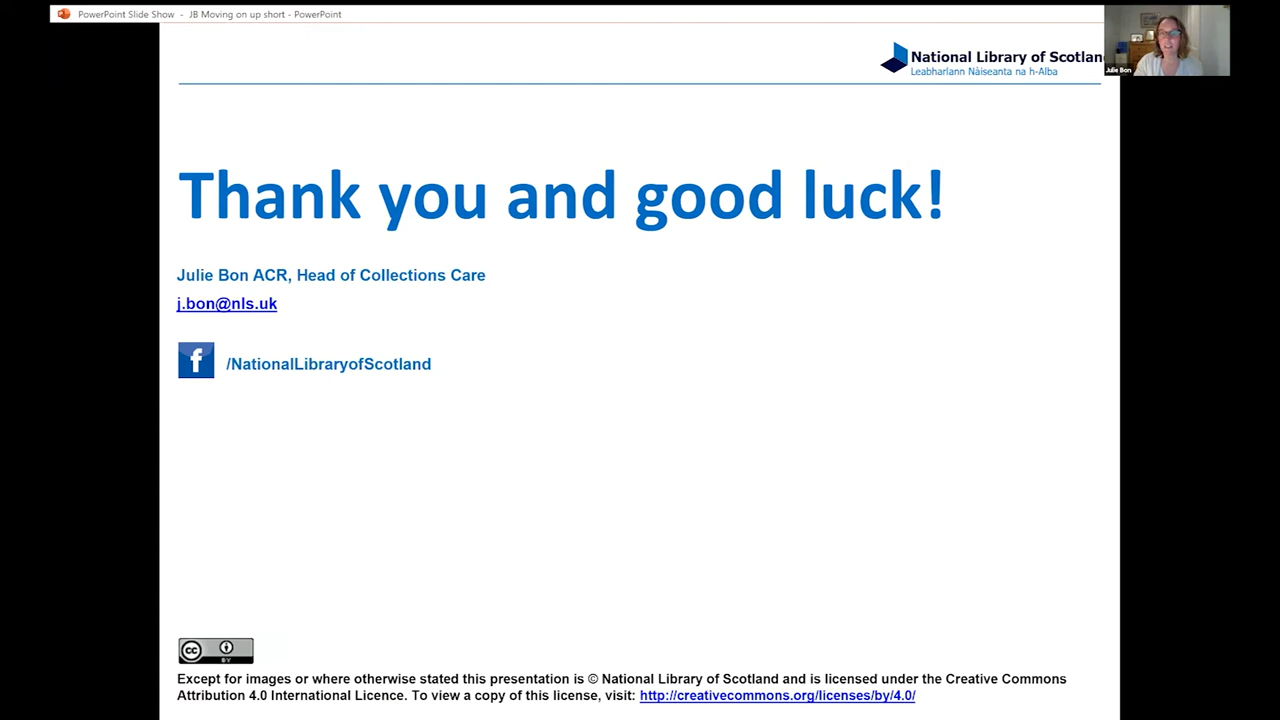 PowerPoint Slide Show - JB Moving on up short - PowerPoint
National Library of Scotlan
Leabharlann Nàiseanta na h-Alba
Julie Bon
Thank you and good luck!
Julie Bon ACR, Head of Collections Care
j.bon@nls.uk
f /NationalLibraryofScotland
cc
BY
Except for images or where otherwise stated this presentation is © National Library of Scotland and is licensed under the Creative Commons
Attribution 4.0 International Licence. To view a copy of this license, visit: http://creativecommons.org/licenses/by/4.0/